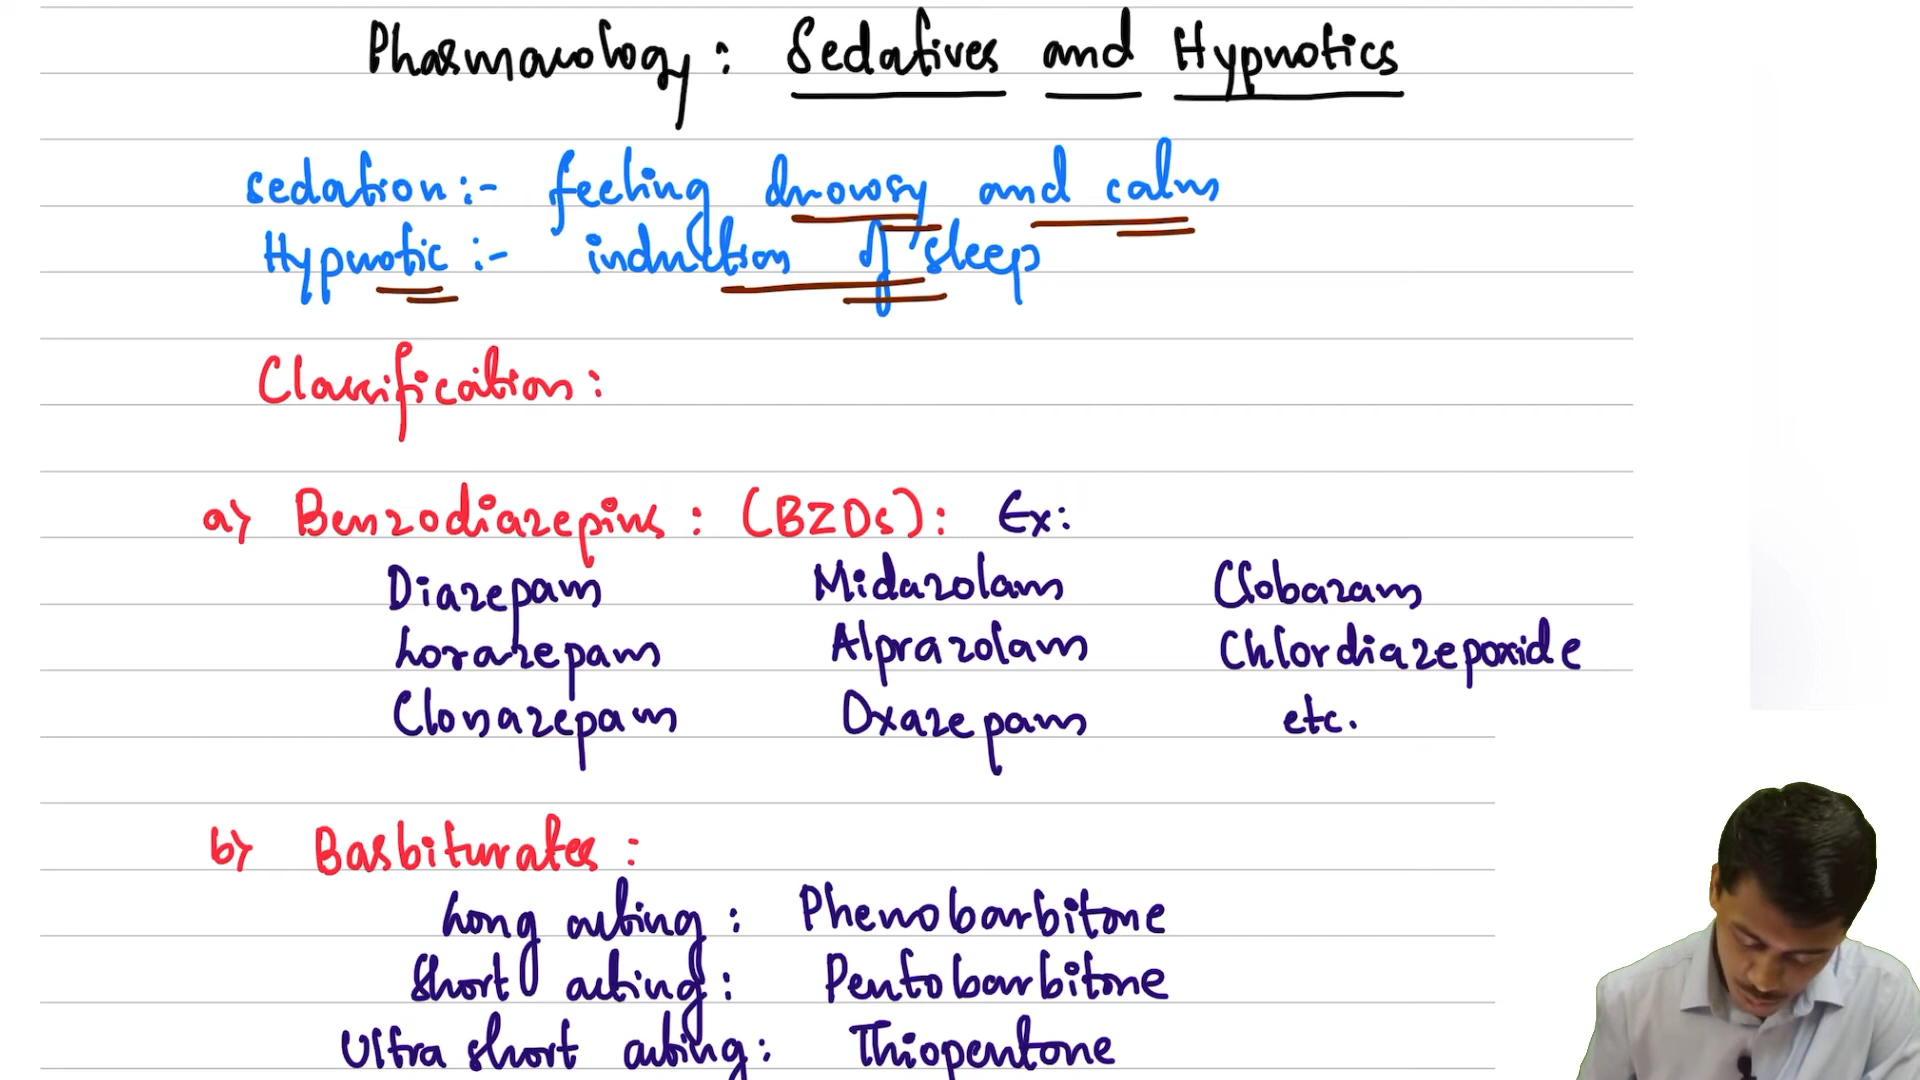 Pharmacology: Sedatives and Hypnotics
sedation:- feeling drowsy and calm
Hypnotic:- induction of sleep
Classification:
a) Benzodiazepins: (BZDs): Ex:
Diazepam Midazolam Clobazam
Lorazepam Alprazolam Chlordiazepoxide
Clonazepam Oxazepam etc.
b) Barbiturates:
Long acting: Phenobarbitone
Short acting: Pentobarbitone
Ultra short acting: Thiopentone